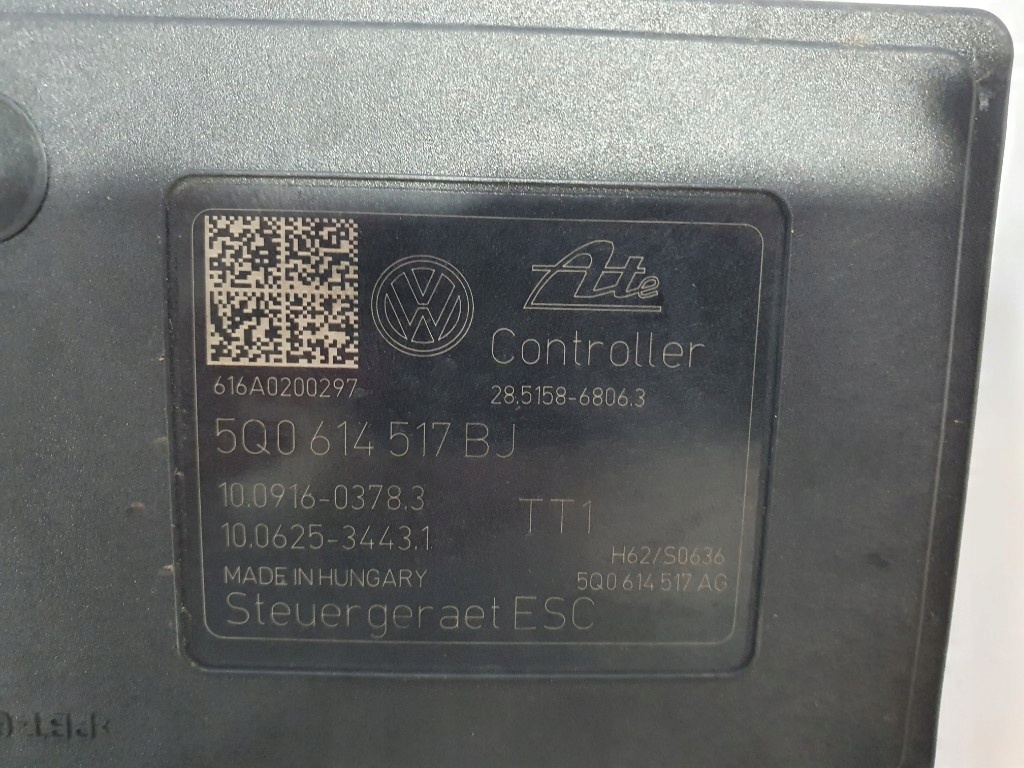 Ate
Controller
616A0200297
28.5158-6806.3
5Q0 614 517 BJ
10.0916-0378.3
10.0625-3443.1
TT1
H62/S0636
MADE IN HUNGARY
5Q0 614 517 AG
Steuergeraet ESC